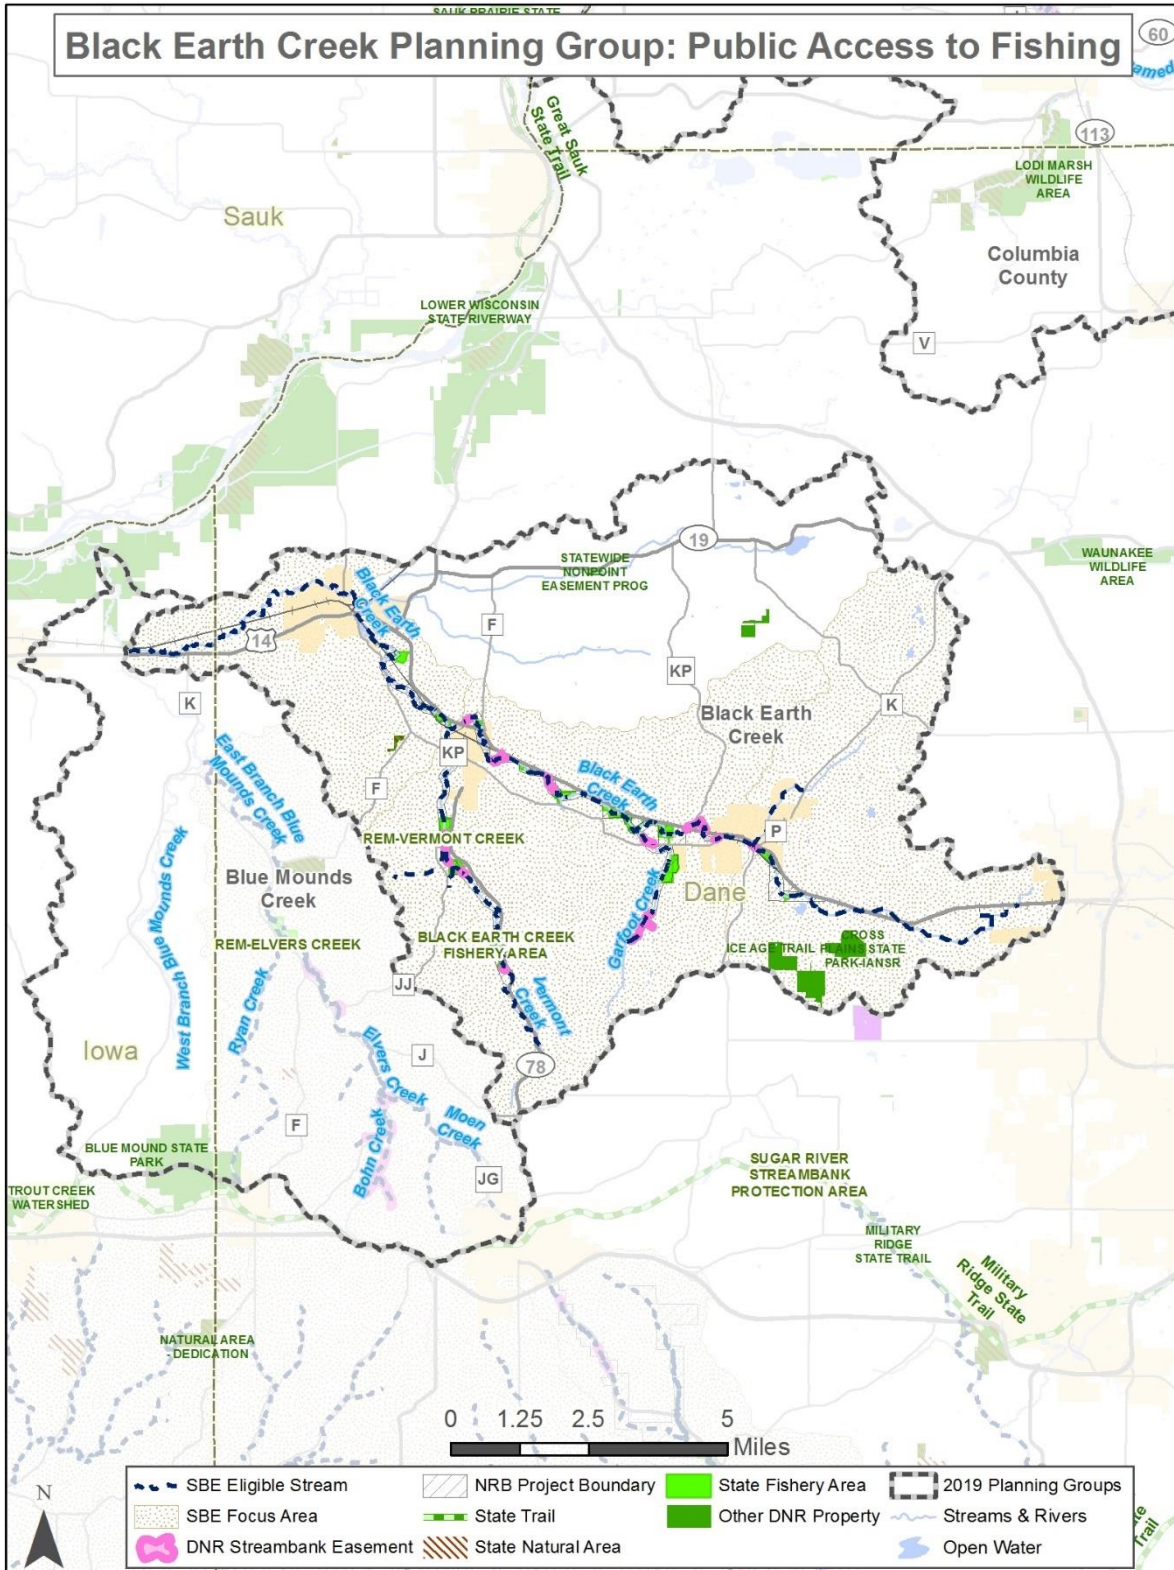 SAUK PRAIRIE STATE
Black Earth Creek Planning Group: Public Access to Fishing
60
Great Sauk
State Trail
113
LODI MARSH
WILDLIFE
AREA
Sauk
Columbia
County
LOWER WISCONSIN
STATE RIVERWAY
V
19
STATEWIDE
NONPOINT
EASEMENT PROG
WAUNAKEE
WILDLIFE
AREA
Black Earth
Creek
14
F
KP
K
K
Black Earth
Creek
East Branch Blue
Mounds Creek
KP
F
Black Earth
Creek
P
REM-VERMONT CREEK
West Branch Blue Mounds Creek
Blue Mounds
Creek
Dane
Garfoot Creek
REM-ELVERS CREEK
BLACK EARTH CREEK
FISHERY AREA
CROSS
ICE AGE TRAIL PLAINS STATE
PARK-IANSR
JJ
Ryan Creek
Vermont
Creek
Iowa
J
Elvers Creek
78
F
Moen
Creek
BLUE MOUND STATE
PARK
Bohn Creek
JG
TROUT CREEK
WATERSHED
SUGAR RIVER
STREAMBANK
PROTECTION AREA
MILITARY
RIDGE
STATE TRAIL
Military
Ridge State
Trail
NATURAL AREA
- DEDICATION
0 1.25 2.5 5
Miles
N
SBE Eligible Stream
SBE Focus Area
DNR Streambank Easement
NRB Project Boundary
State Trail
State Natural Area
State Fishery Area
Other DNR Property
2019 Planning Groups
Streams & Rivers
Open Water
Trail